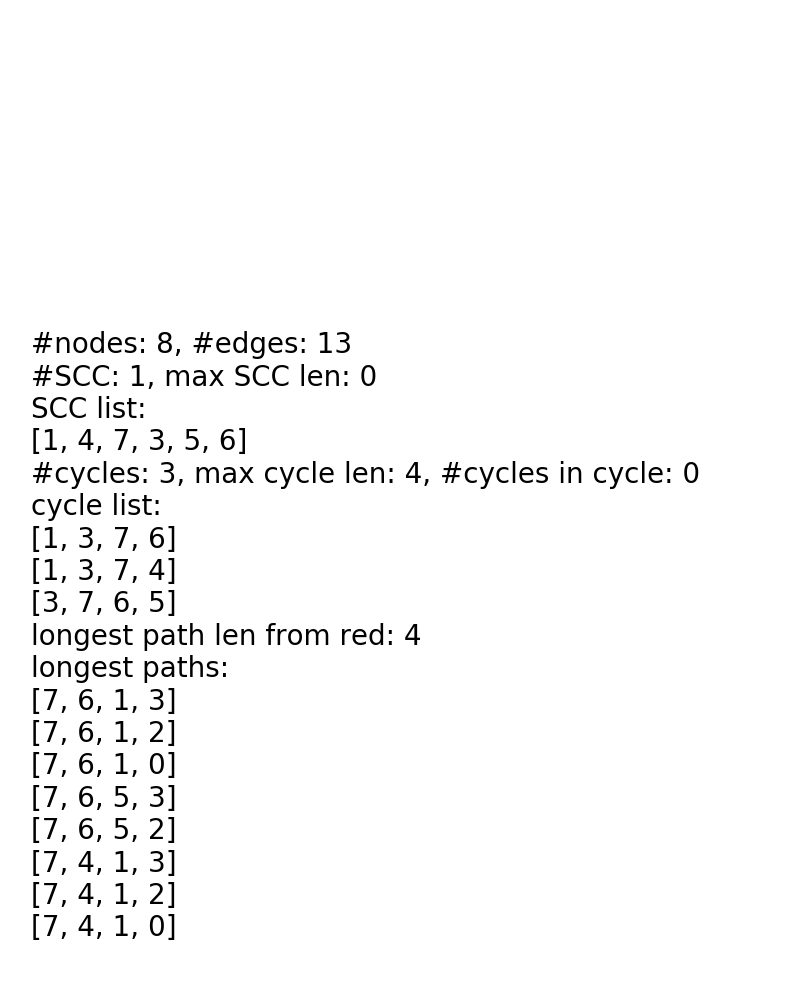 #nodes: 8, #edges: 13
#SCC: 1, max SCC len: 0
SCC list:
[1, 4, 7, 3, 5, 6]
#cycles: 3, max cycle len: 4, #cycles in cycle: 0
cycle list:
[1, 3, 7, 6]
[1, 3, 7, 4]
[3, 7, 6, 5]
longest path len from red: 4
longest paths:
[7, 6, 1, 3]
[7, 6, 1, 2]
[7, 6, 1, 0]
[7, 6, 5, 3]
[7, 6, 5, 2]
[7, 4, 1, 3]
[7, 4, 1, 2]
[7, 4, 1, 0]